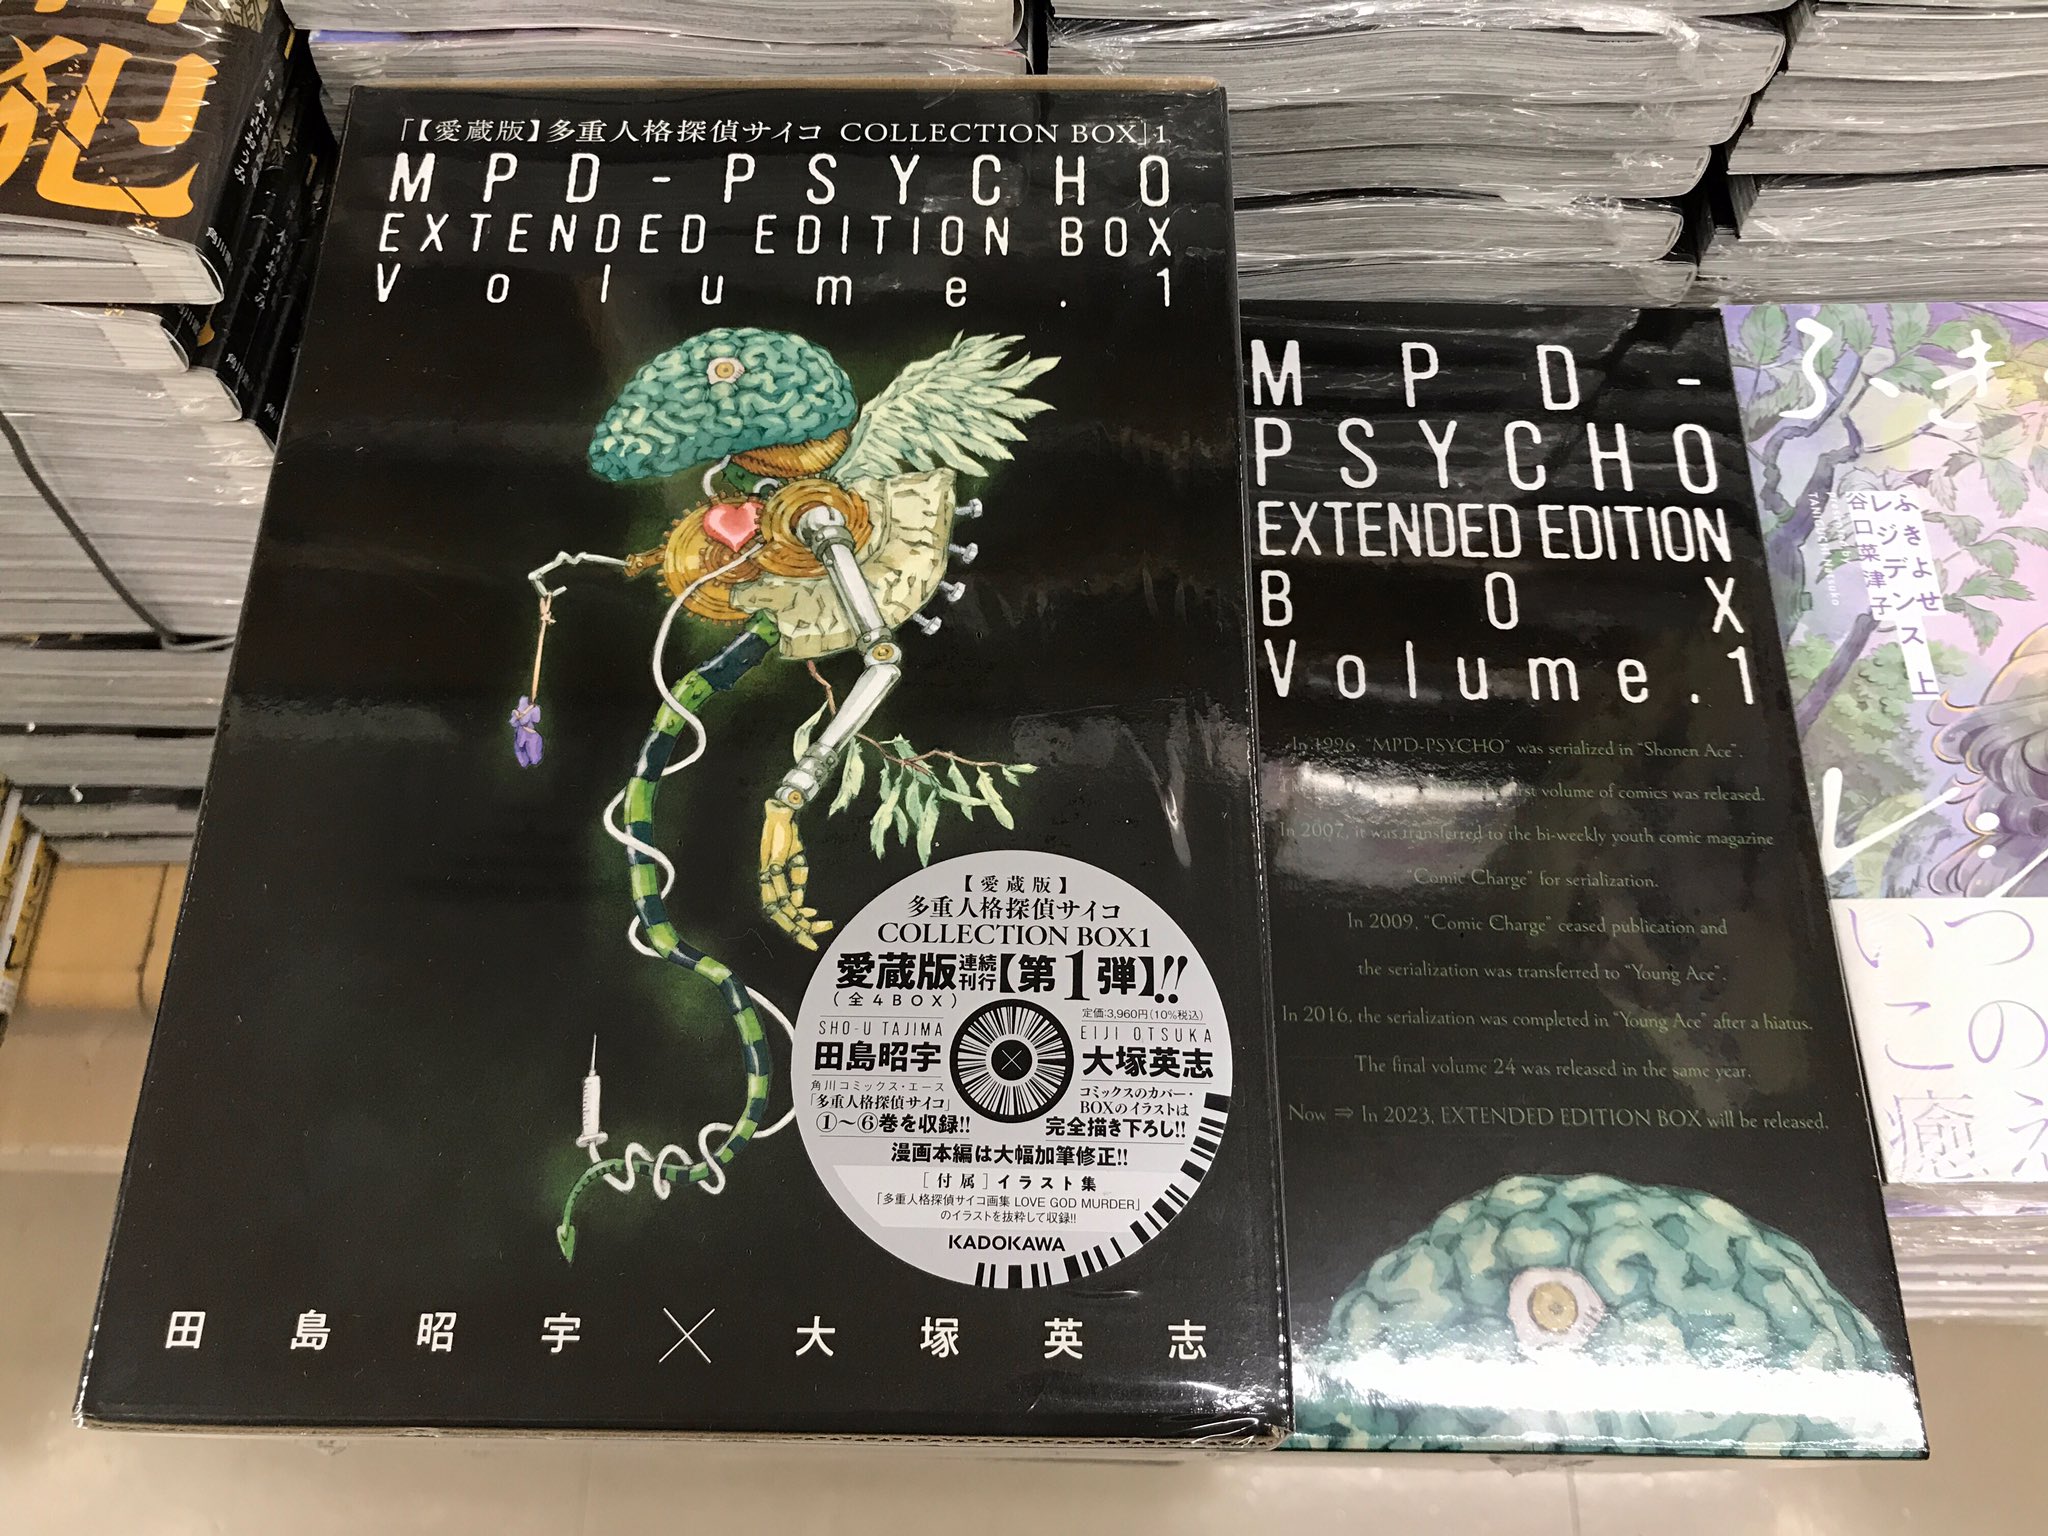 犯
「【愛蔵版】多重人格探偵サイコ COLLECTION BOX」1
MPD-PSYCHO
EXTENDED EDITION BOX
Volume.1
【愛蔵版】
多重人格探偵サイコ
COLLECTION BOX1
愛蔵版連続刊行【第1弾】!!
(全4BOX)
定価:3,960円(10%税込)
SHO-U TAJIMA
田島昭宇
EIJI OTSUKA
大塚英志
角川コミックス・エース
「多重人格探偵サイコ」
①〜⑥巻を収録!!
コミックスのカバー・
BOXのイラストは
完全描き下ろし!!
漫画本編は大幅加筆修正!!
[付属]イラスト集
「多重人格探偵サイコ画集 LOVE GOD MURDER」
のイラストを抜粋して収録!!
KADOKAWA
田島昭宇×大塚英志
MPD-
PSYCHO
EXTENDED EDITION
BOX
Volume.1
In 1996, "MPD-PSYCHO" was serialized in "Shonen Ace".
first volume of comics was released.
In 2007, it was transferred to the bi-weekly youth comic magazine
"Comic Charge" for serialization.
In 2009, "Comic Charge" ceased publication and
the serialization was transferred to "Young Ace".
In 2016, the serialization was completed in "Young Ace" after a hiatus.
The final volume 24 was released in the same year.
Now ⇒ In 2023, EXTENDED EDITION BOX will be released.
ふき
レ
ふきよせ
レジデンス 上
谷口菜津子
いつ
この
癒